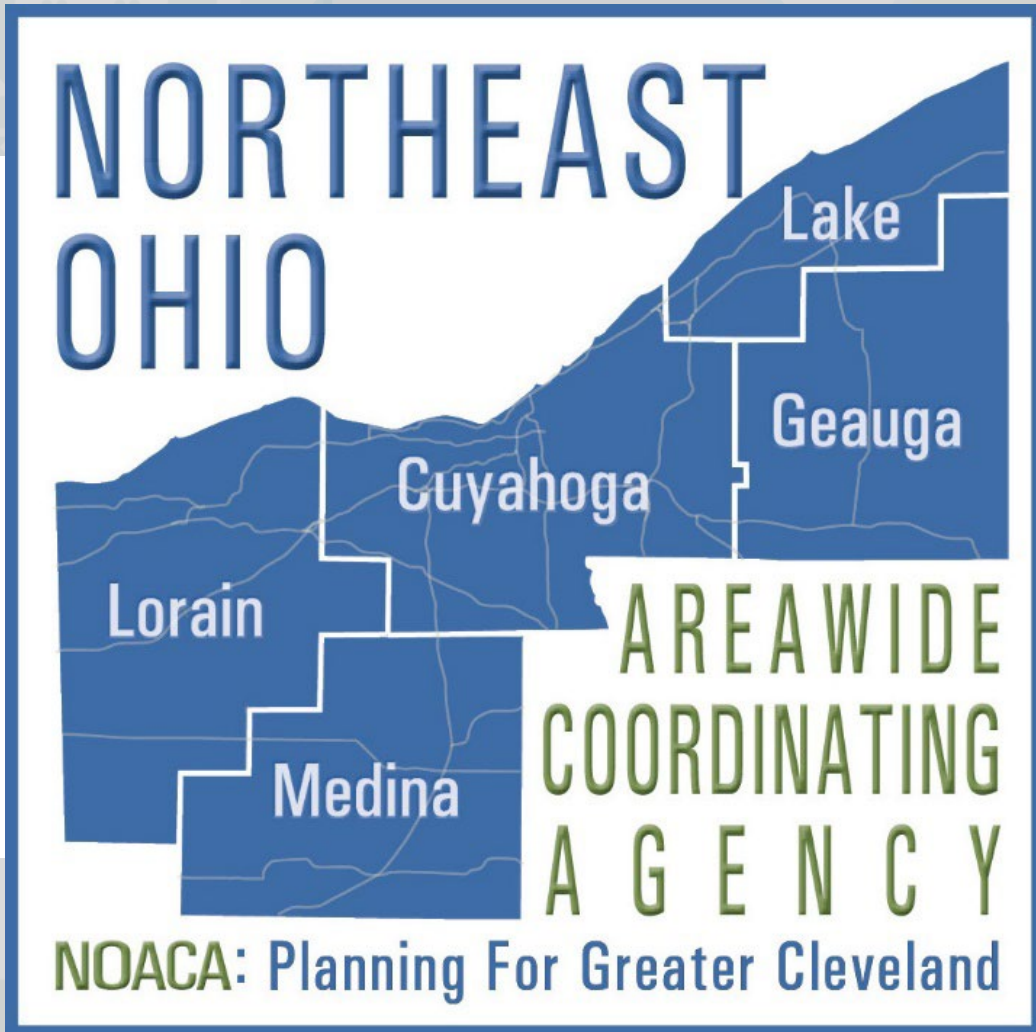 NORTHEAST
OHIO
Lake
Geauga
Cuyahoga
Lorain
Medina
AREAWIDE
COORDINATING
AGENCY
NOACA: Planning For Greater Cleveland